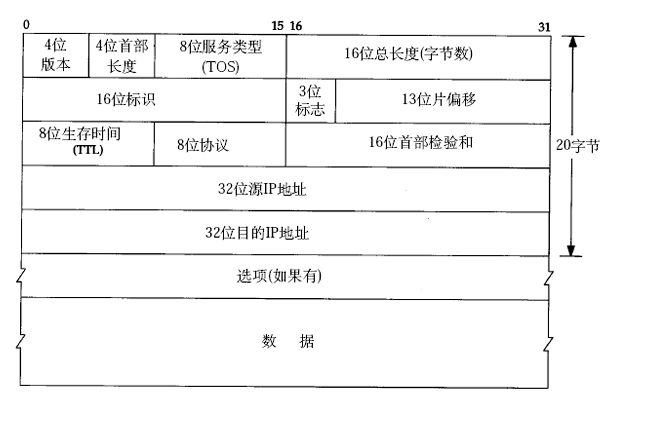 0 15 16 31
4位 4位首部 8位服务类型 16位总长度(字节数)
版本 长度 (TOS)
16位标识 3位 13位片偏移
标志
8位生存时间 8位协议 16位首部检验和 20字节
(TTL)
32位源IP地址
32位目的IP地址
选项(如果有)
数 据